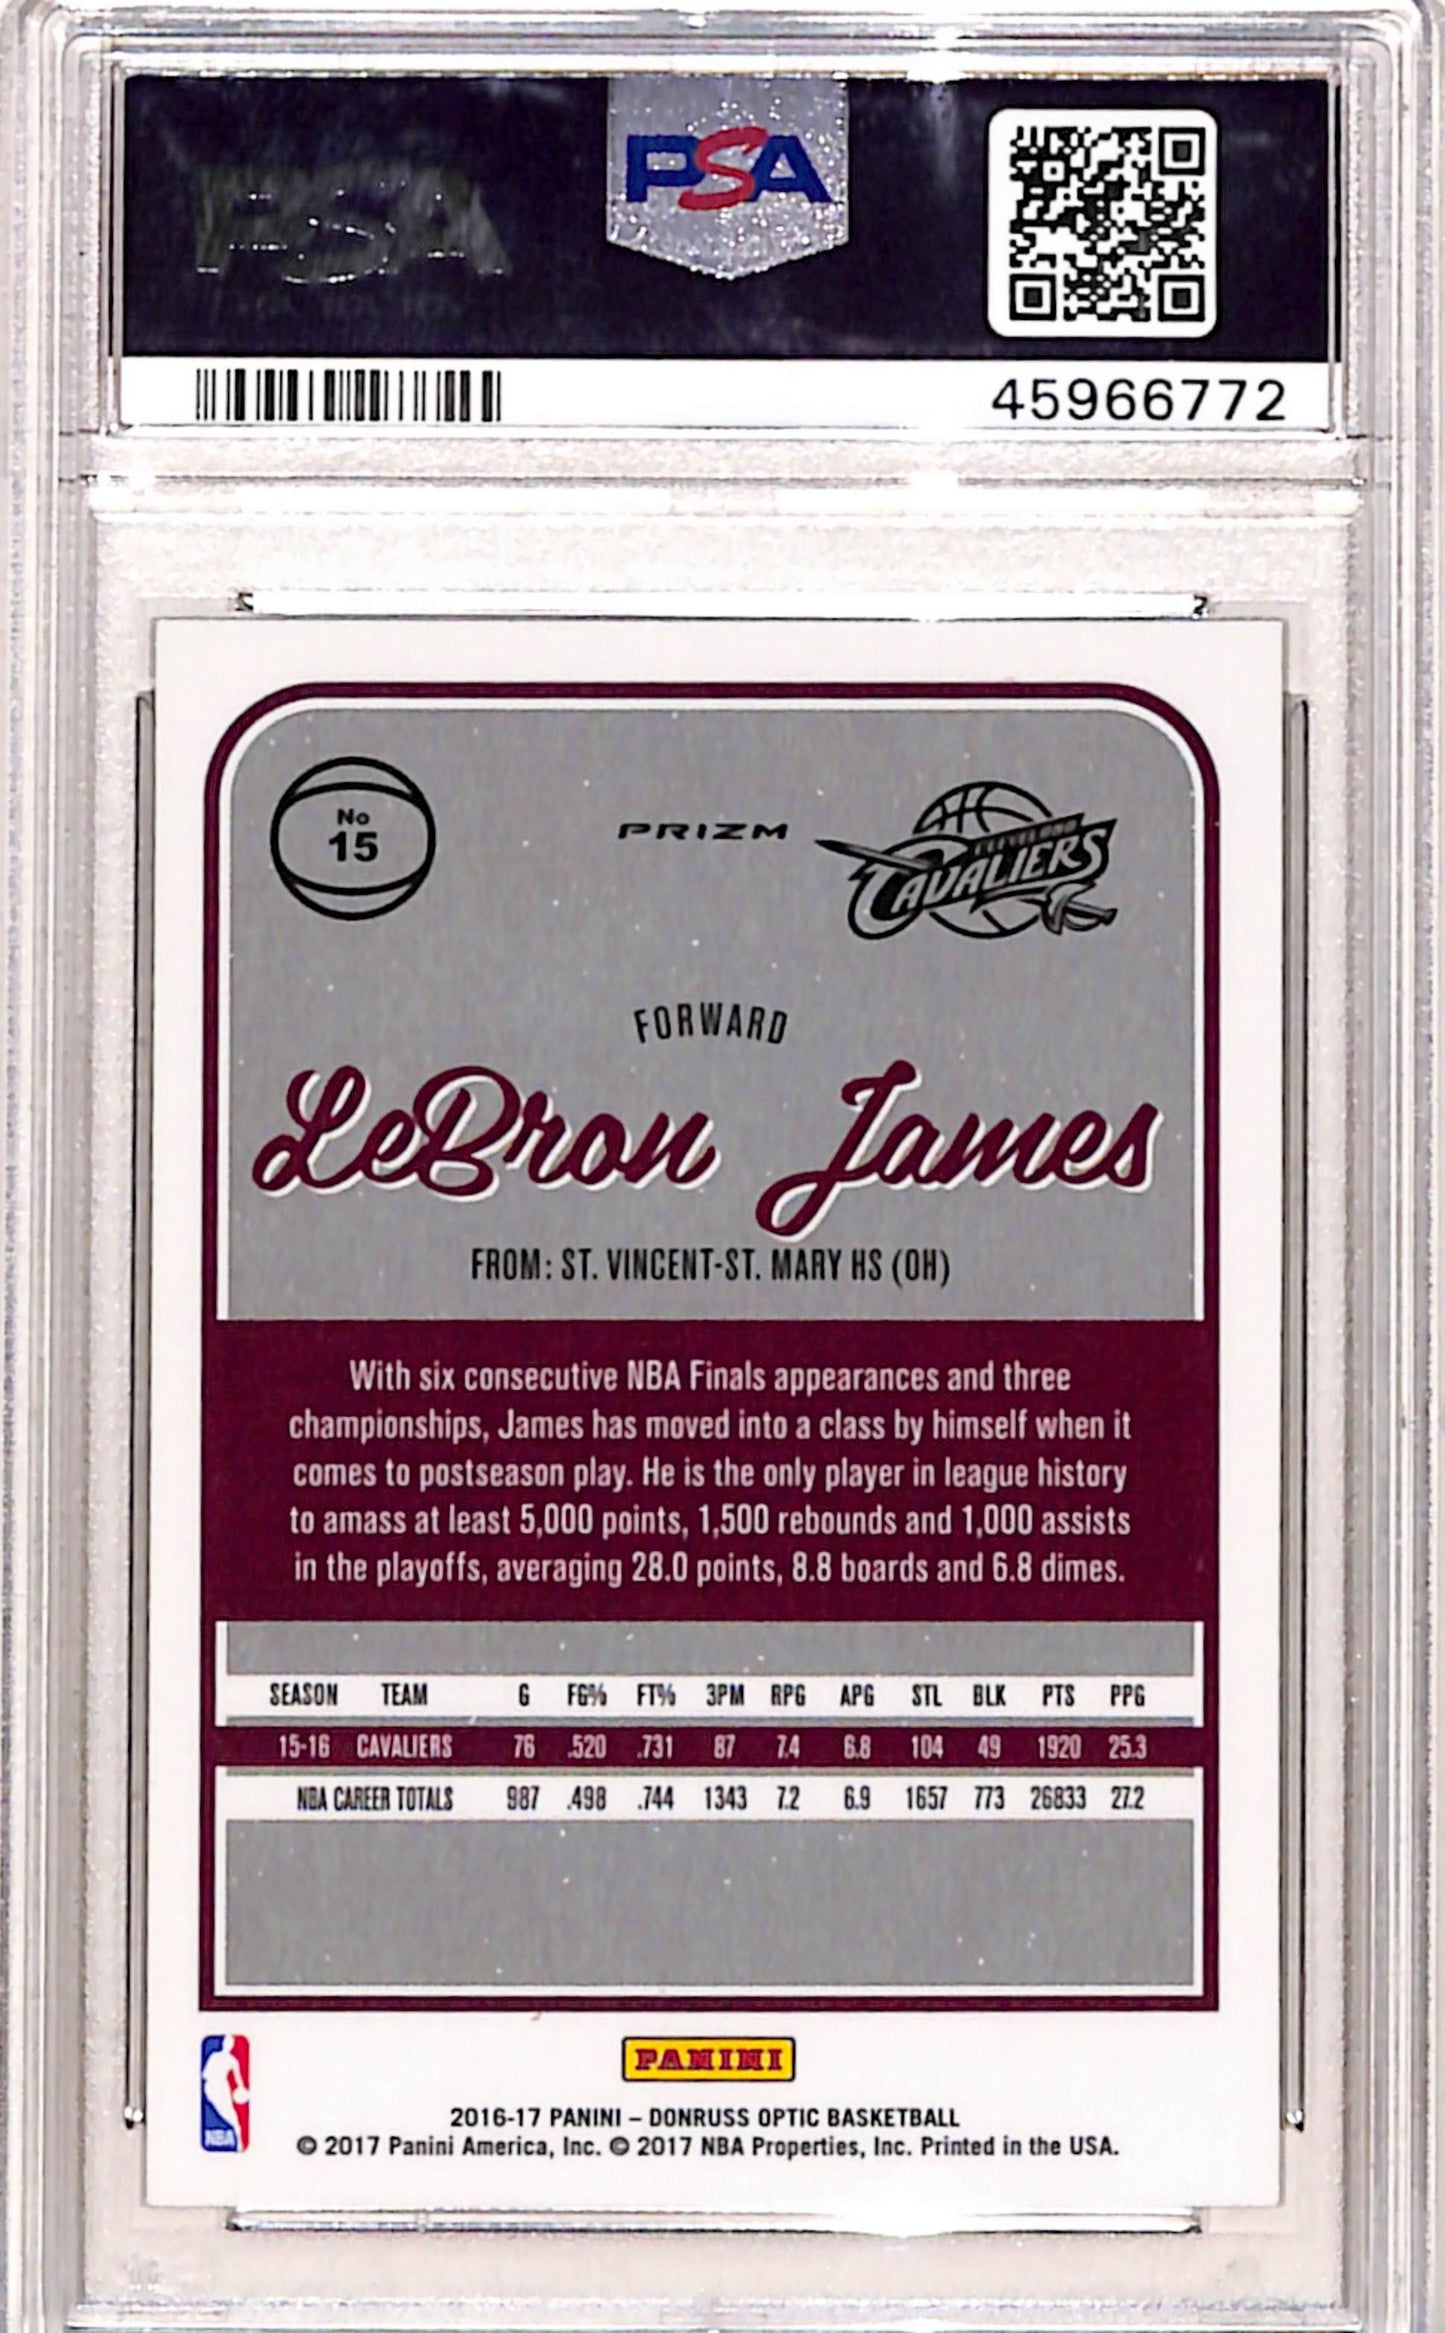 PSA
PSA
45966772
No
15
PRIZM
CAVALIERS
FORWARD
LeBron James
FROM: ST. VINCENT-ST. MARY HS (OH)
With six consecutive NBA Finals appearances and three
championships, James has moved into a class by himself when it
comes to postseason play. He is the only player in league history
to amass at least 5,000 points, 1,500 rebounds and 1,000 assists
in the playoffs, averaging 28.0 points, 8.8 boards and 6.8 dimes.
SEASON TEAM G FG% FT% 3PM RPG APG STL BLK PTS PPG
15-16 CAVALIERS 76 .520 .731 87 7.4 6.8 104 49 1920 25.3
NBA CAREER TOTALS 987 .498 .744 1343 7.2 6.9 1657 773 26833 27.2
PANINI
2016-17 PANINI – DONRUSS OPTIC BASKETBALL
NBA
© 2017 Panini America, Inc. © 2017 NBA Properties, Inc. Printed in the USA.